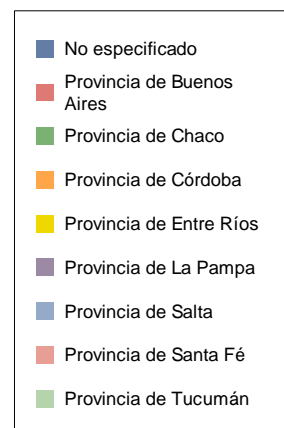 No especificado
Provincia de Buenos
Aires
Provincia de Chaco
Provincia de Córdoba
Provincia de Entre Ríos
Provincia de La Pampa
Provincia de Salta
Provincia de Santa Fé
Provincia de Tucumán